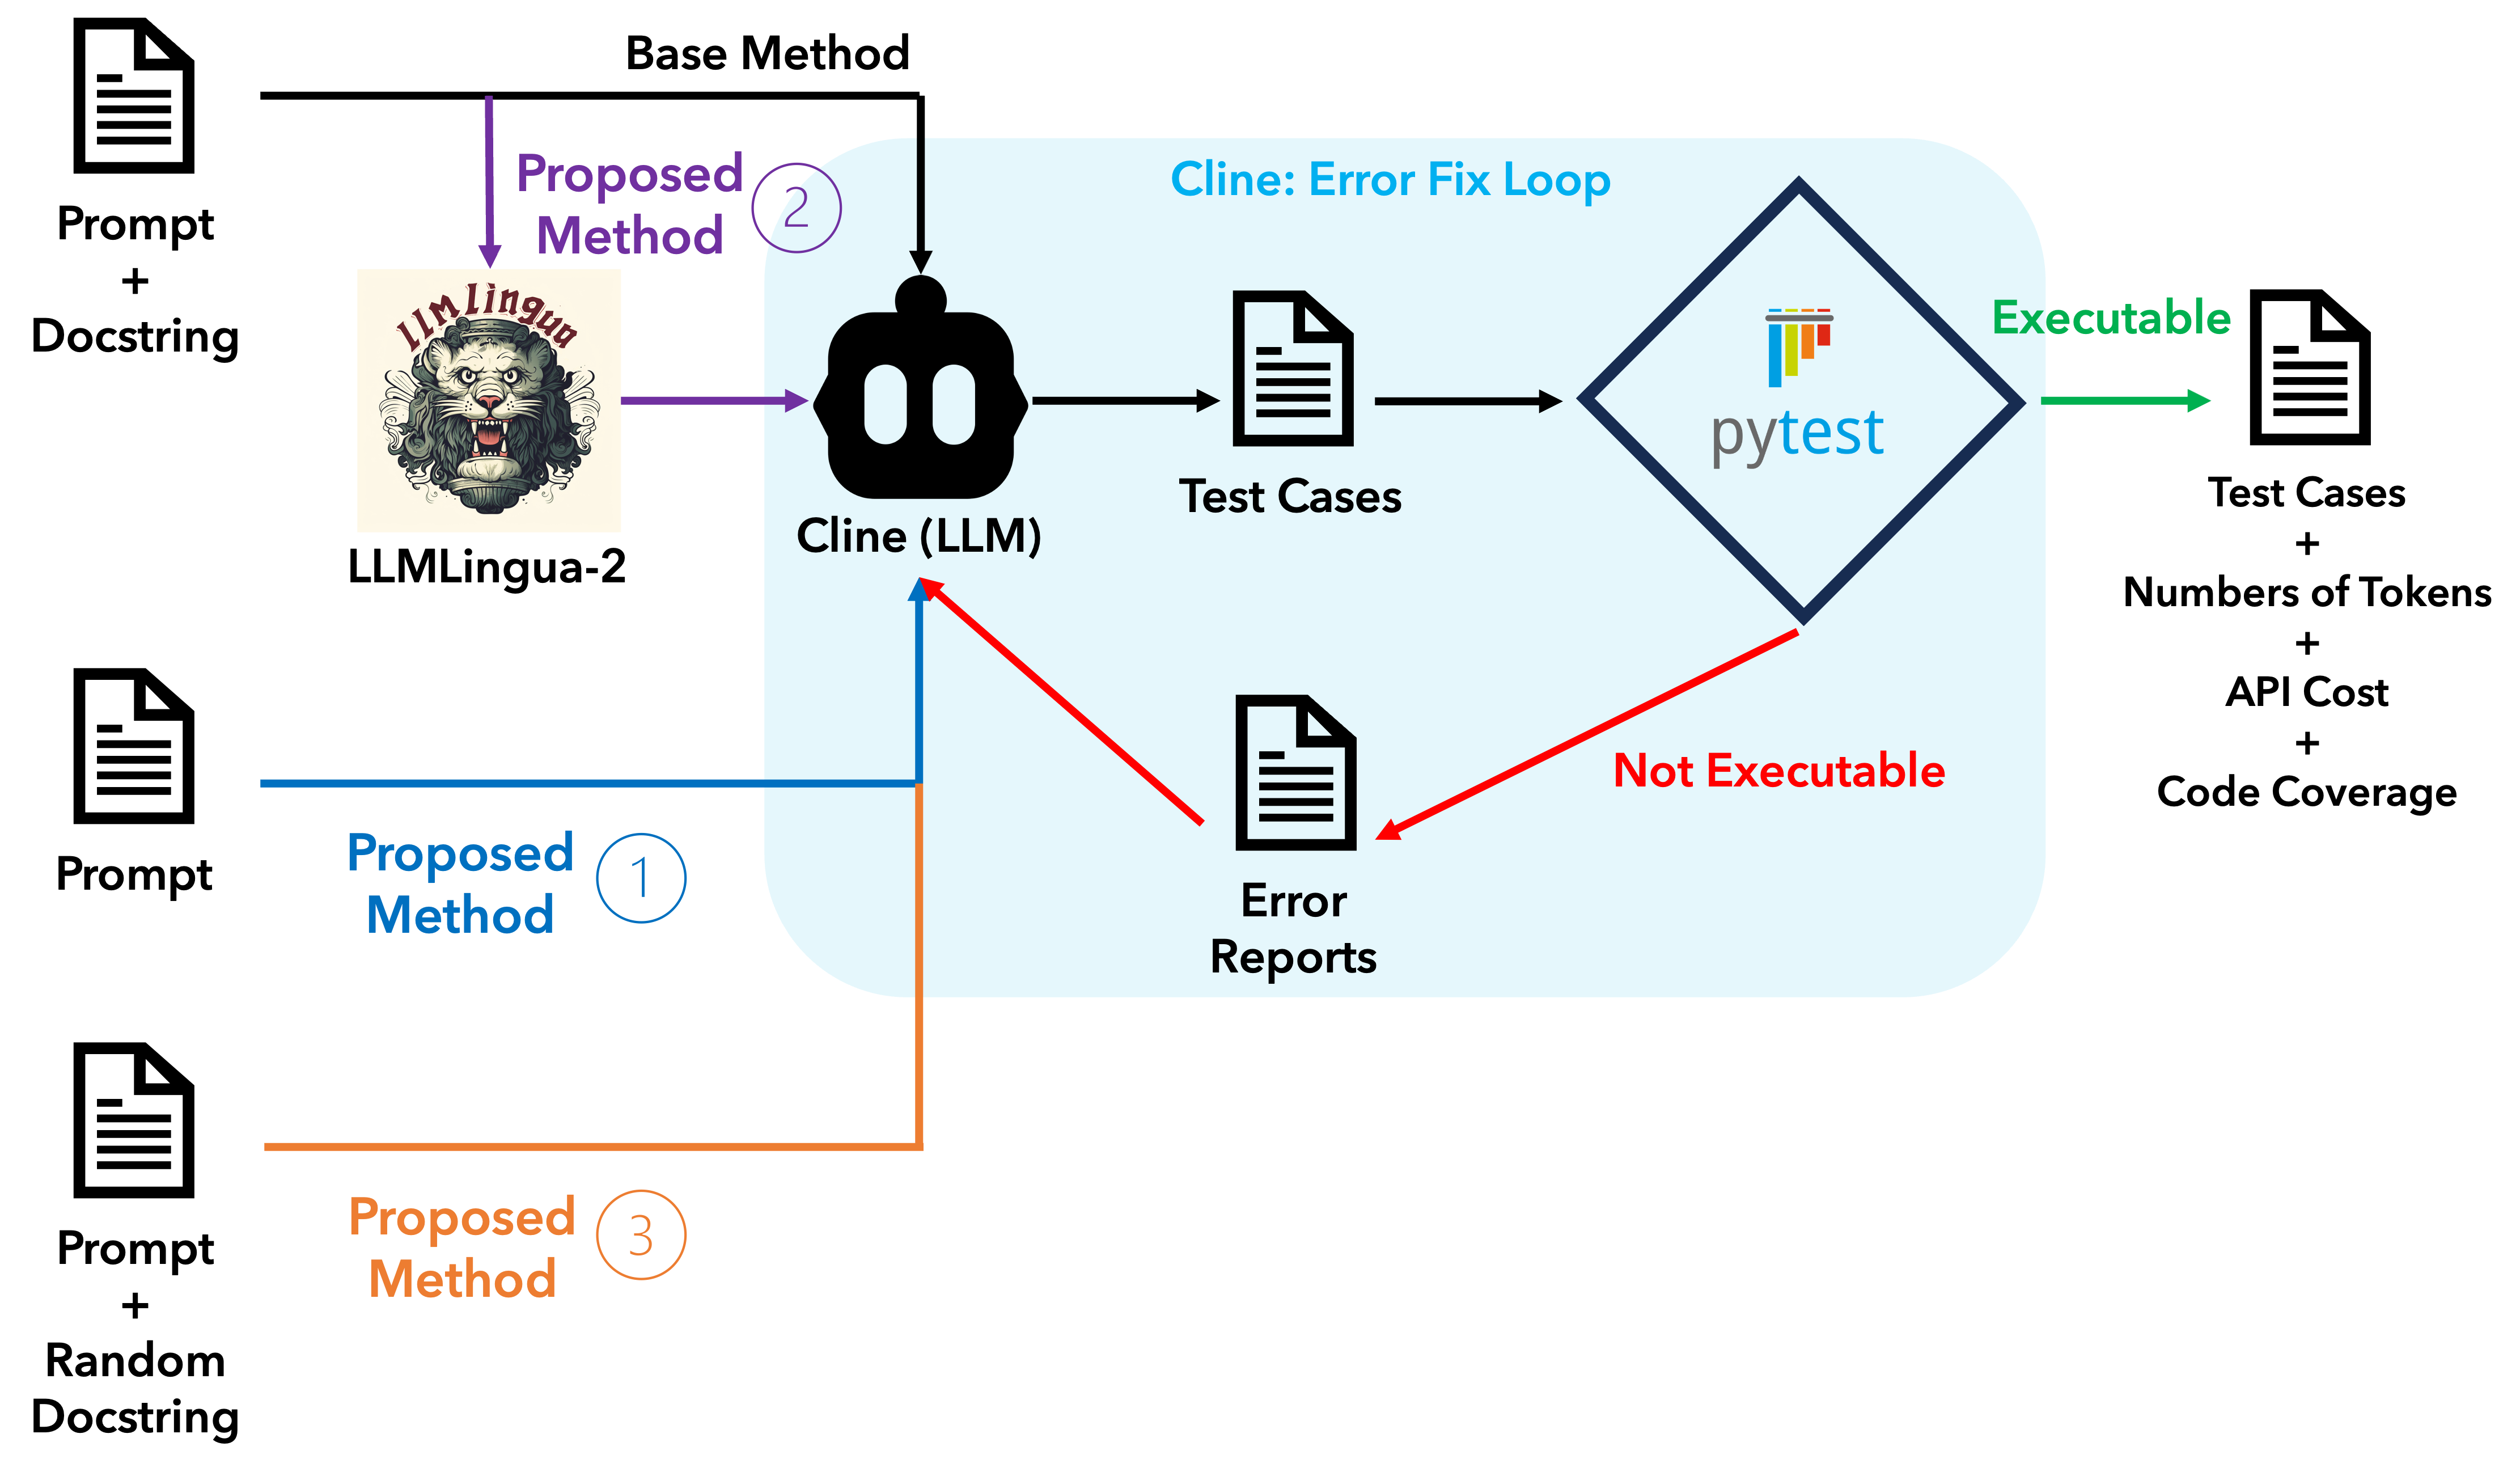 Base Method
Prompt
+
Docstring
Proposed
Method
2
LLMLingua
LLMLingua-2
Cline: Error Fix Loop
Cline (LLM)
Test Cases
pytest
Executable
Test Cases
+
Numbers of Tokens
+
API Cost
+
Code Coverage
Not Executable
Error
Reports
Prompt
Proposed
Method
1
Prompt
+
Random
Docstring
Proposed
Method
3